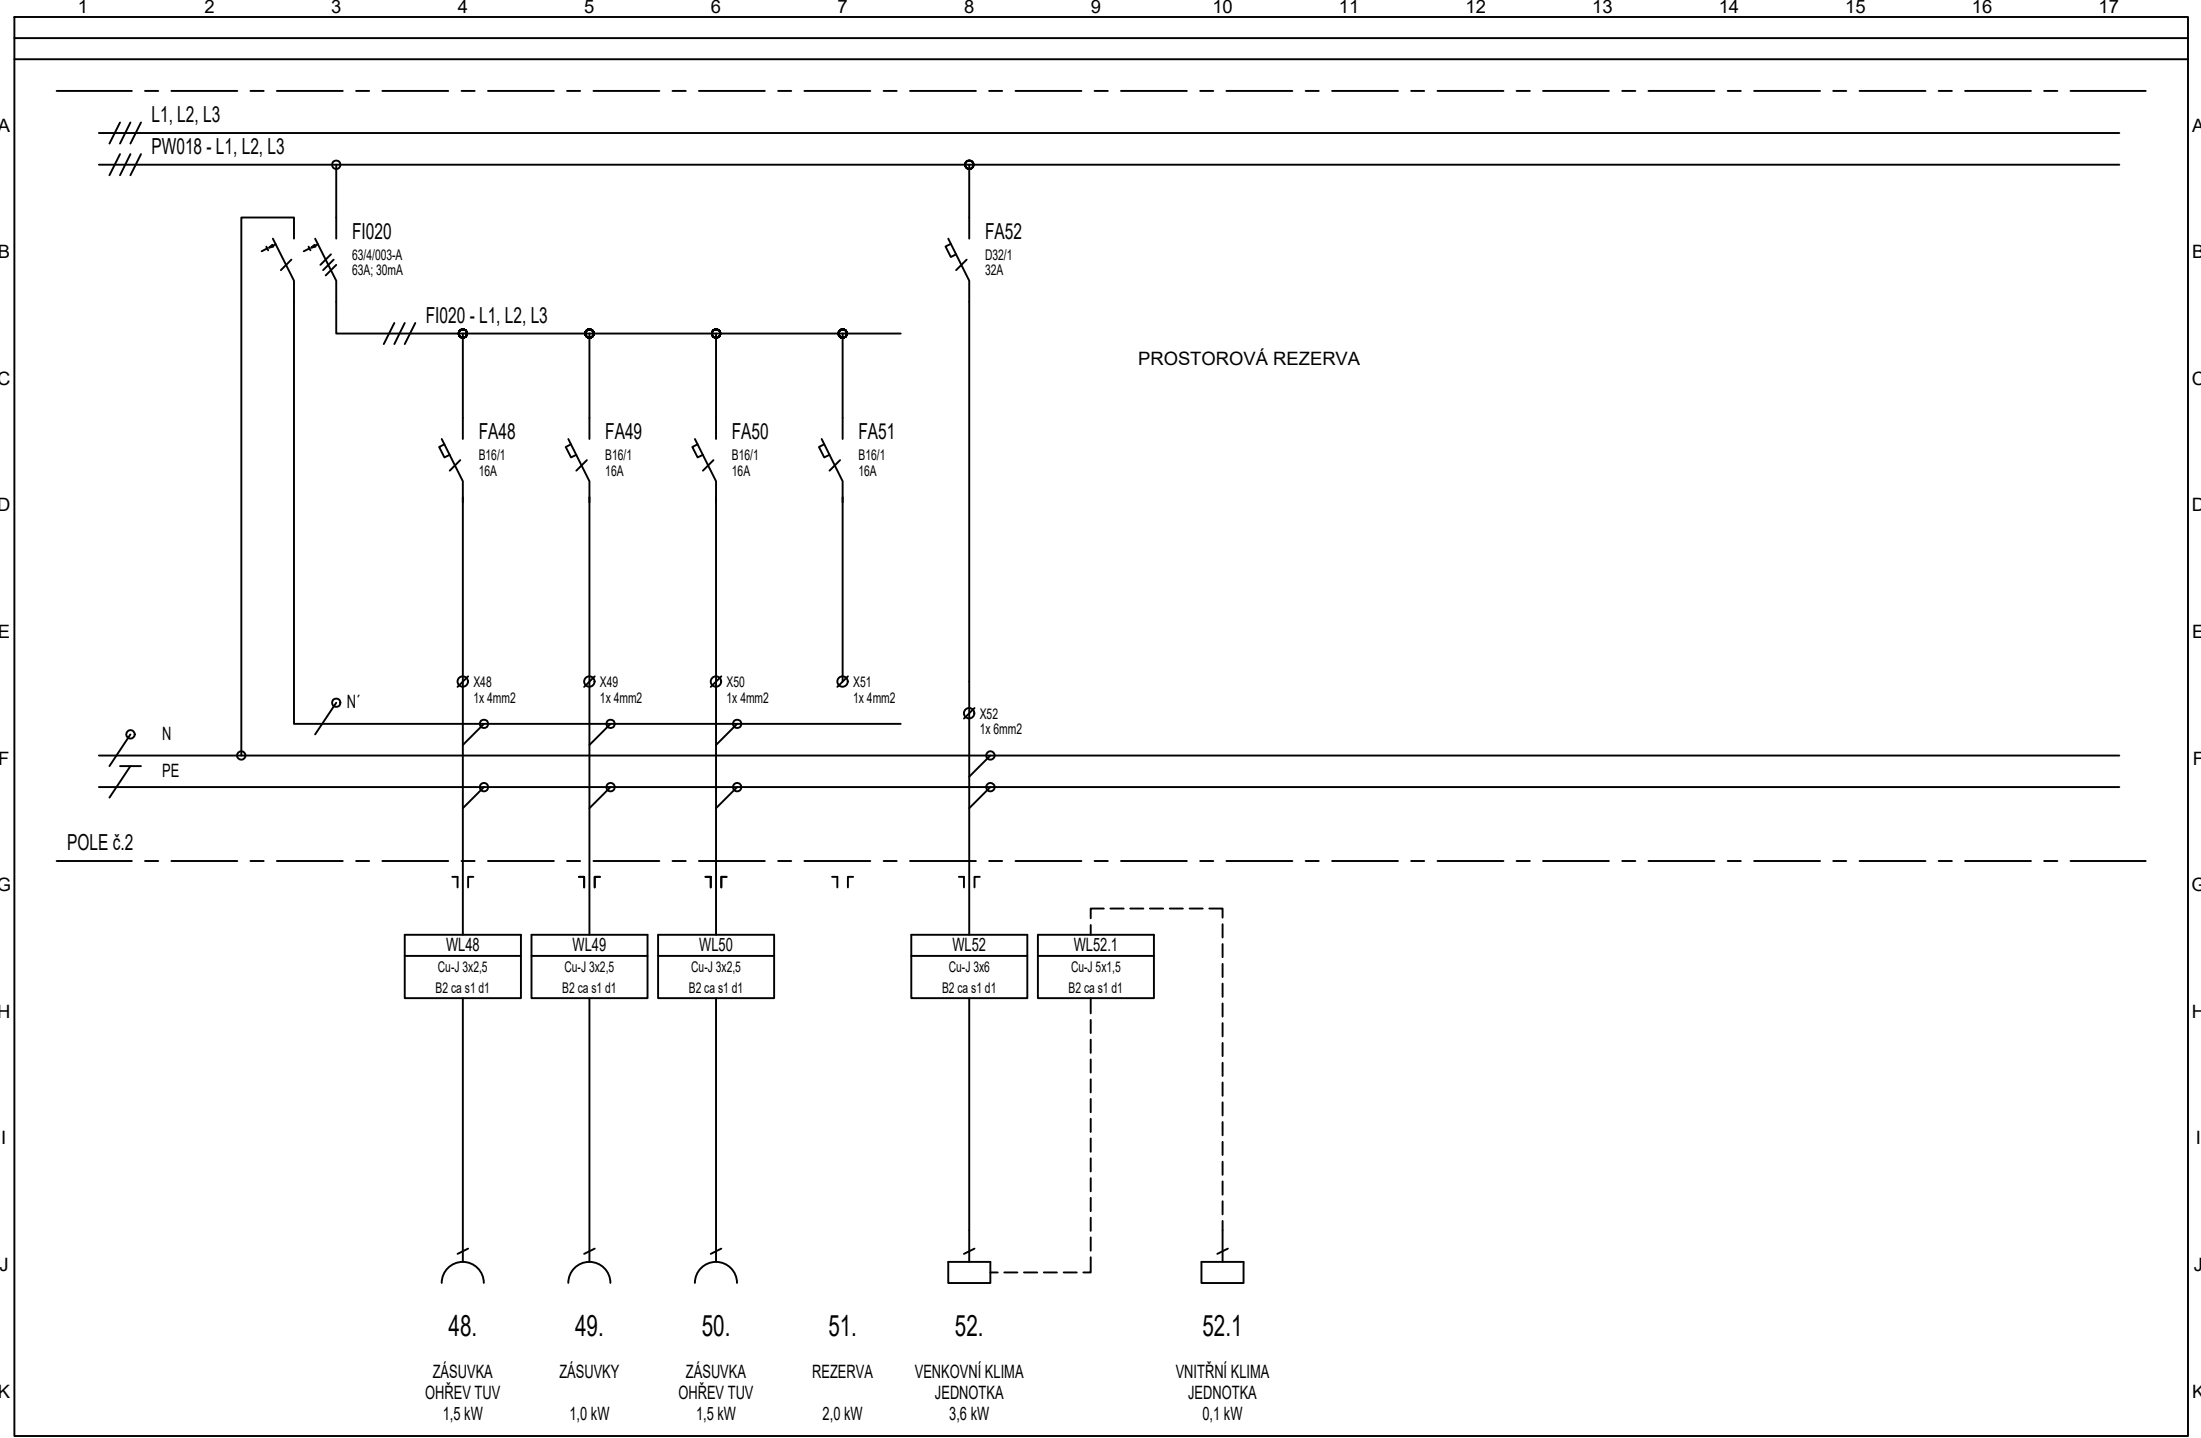 1 2 3 4 5 6 7 8 9 10 11 12 13 14 15 16 17
A A
L1, L2, L3
PW018 - L1, L2, L3
B B
FI020
63/4/003-A
63A; 30mA
FA52
D32/1
32A
FI020 - L1, L2, L3
PROSTOROVÁ REZERVA
C C
FA48
B16/1
16A
FA49
B16/1
16A
FA50
B16/1
16A
FA51
B16/1
16A
D D
E E
X48
1x 4mm2
X49
1x 4mm2
X50
1x 4mm2
X51
1x 4mm2
X52
1x 6mm2
N´
N
F F
PE
POLE č.2
G G
WL48
Cu-J 3x2,5
B2 ca s1 d1
WL49
Cu-J 3x2,5
B2 ca s1 d1
WL50
Cu-J 3x2,5
B2 ca s1 d1
WL52
Cu-J 3x6
B2 ca s1 d1
WL52.1
Cu-J 5x1,5
B2 ca s1 d1
H H
I I
J J
48.
ZÁSUVKA
OHŘEV TUV
1,5 kW
49.
ZÁSUVKY
1,0 kW
50.
ZÁSUVKA
OHŘEV TUV
1,5 kW
51.
REZERVA
2,0 kW
52.
VENKOVNÍ KLIMA
JEDNOTKA
3,6 kW
52.1
VNITŘNÍ KLIMA
JEDNOTKA
0,1 kW
K K